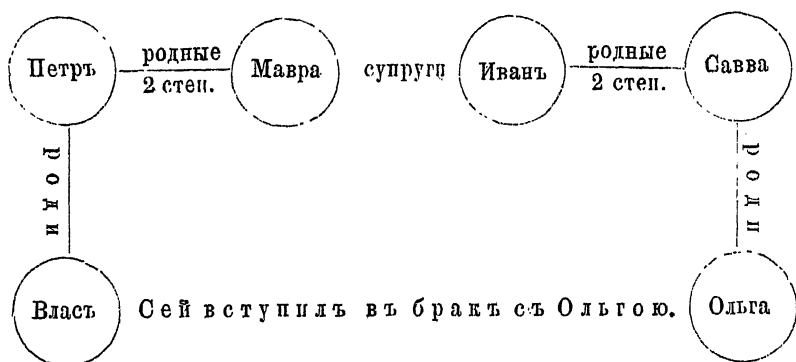 родные родные
Петръ Мавра супруги Иванъ Савва
2 степ. 2 степ.
роди роди
Власъ Сей вступилъ въ бракъ съ Ольгою. Ольга